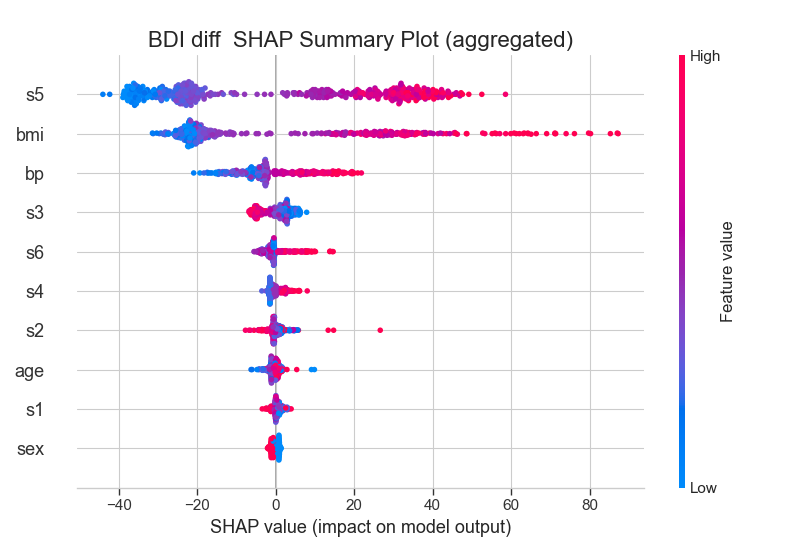 BDI diff  SHAP Summary Plot (aggregated)
High
s5
bmi
bp
s3
s6
s4
s2
age
s1
sex
Feature value
Low
−40 −20 0 20 40 60 80
SHAP value (impact on model output)